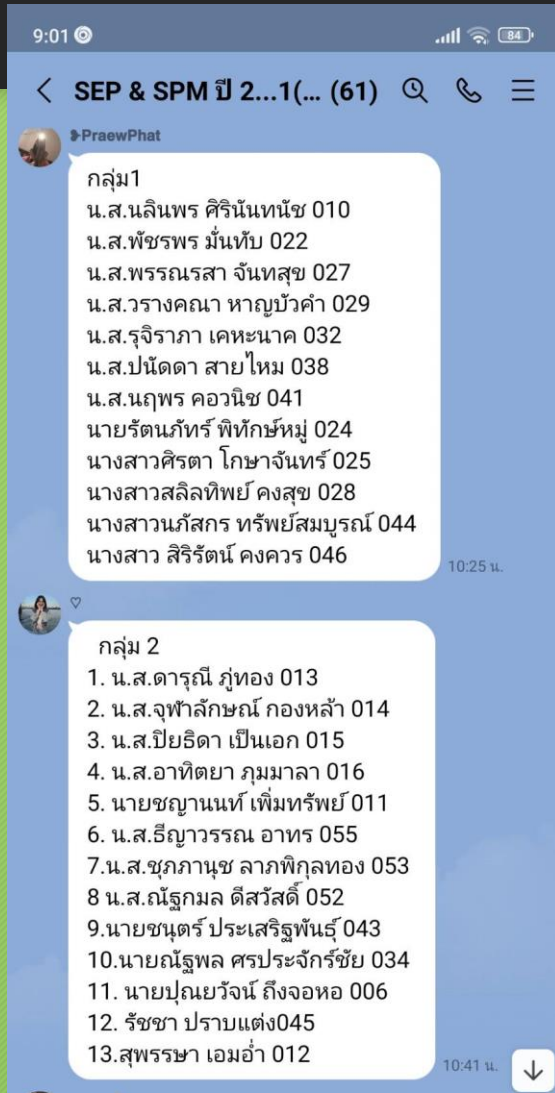 9:01
84
SEP & SPM ปี 2...1(... (61)
❥PraewPhat
กลุ่ม1
น.ส.นลินพร ศิรินันทนัช 010
น.ส.พัชรพร มั่นทับ 022
น.ส.พรรณรสา จันทสุข 027
น.ส.วรางคณา หาญบัวคำ 029
น.ส.รุจิราภา เคหะนาค 032
น.ส.ปนัดดา สายไหม 038
น.ส.นฤพร คอวนิช 041
นายรัตนภัทร์ พิทักษ์หมู่ 024
นางสาวศิรตา โกษาจันทร์ 025
นางสาวสลิลทิพย์ คงสุข 028
นางสาวนภัสกร ทรัพย์สมบูรณ์ 044
นางสาว สิริรัตน์ คงควร 046
10:25 น.
♡
กลุ่ม 2
1. น.ส.ดารุณี ภู่ทอง 013
2. น.ส.จุฬาลักษณ์ กองหล้า 014
3. น.ส.ปิยธิดา เป็นเอก 015
4. น.ส.อาทิตยา ภุมมาลา 016
5. นายชญานนท์ เพิ่มทรัพย์ 011
6. น.ส.ธีญาวรรณ อาทร 055
7.น.ส.ชุภภานุช ลาภพิกุลทอง 053
8 น.ส.ณัฐกมล ดีสวัสดิ์ 052
9.นายชนุตร์ ประเสริฐพันธุ์ 043
10.นายณัฐพล ศรประจักร์ชัย 034
11. นายปุณยวัจน์ ถึงจอหอ 006
12. รัชชา ปราบแต่ง045
13.สุพรรษา เอมอ่ำ 012
10:41 น.